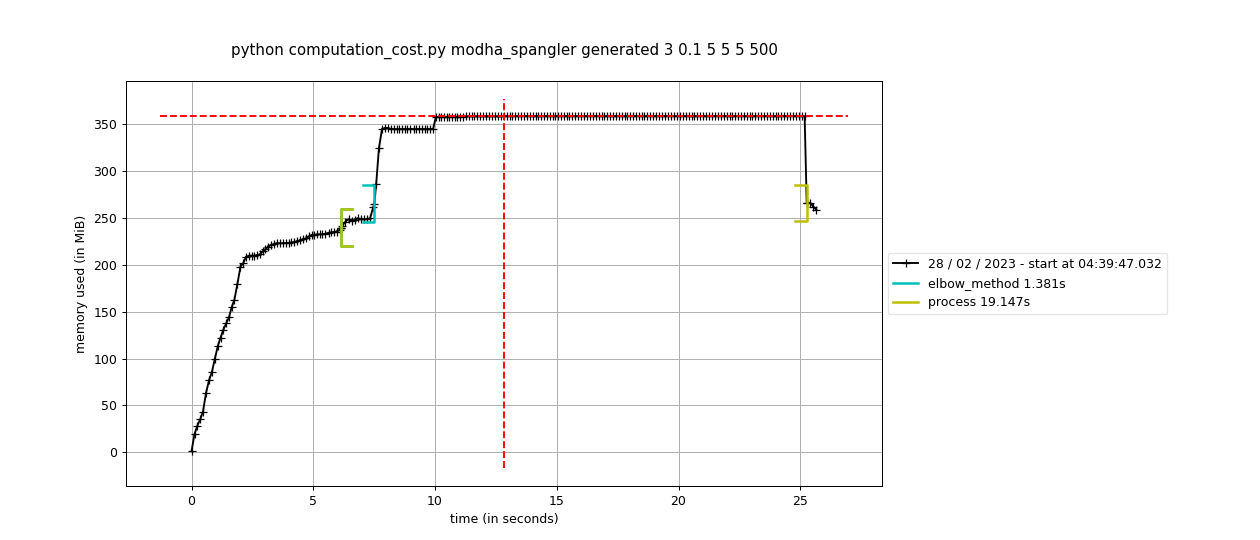 python computation_cost.py modha_spangler generated 3 0.1 5 5 5 500
memory used (in MiB)
350
300
250
200
150
100
50
0
0 5 10 15 20 25
time (in seconds)
28 / 02 / 2023 - start at 04:39:47.032
elbow_method 1.381s
process 19.147s